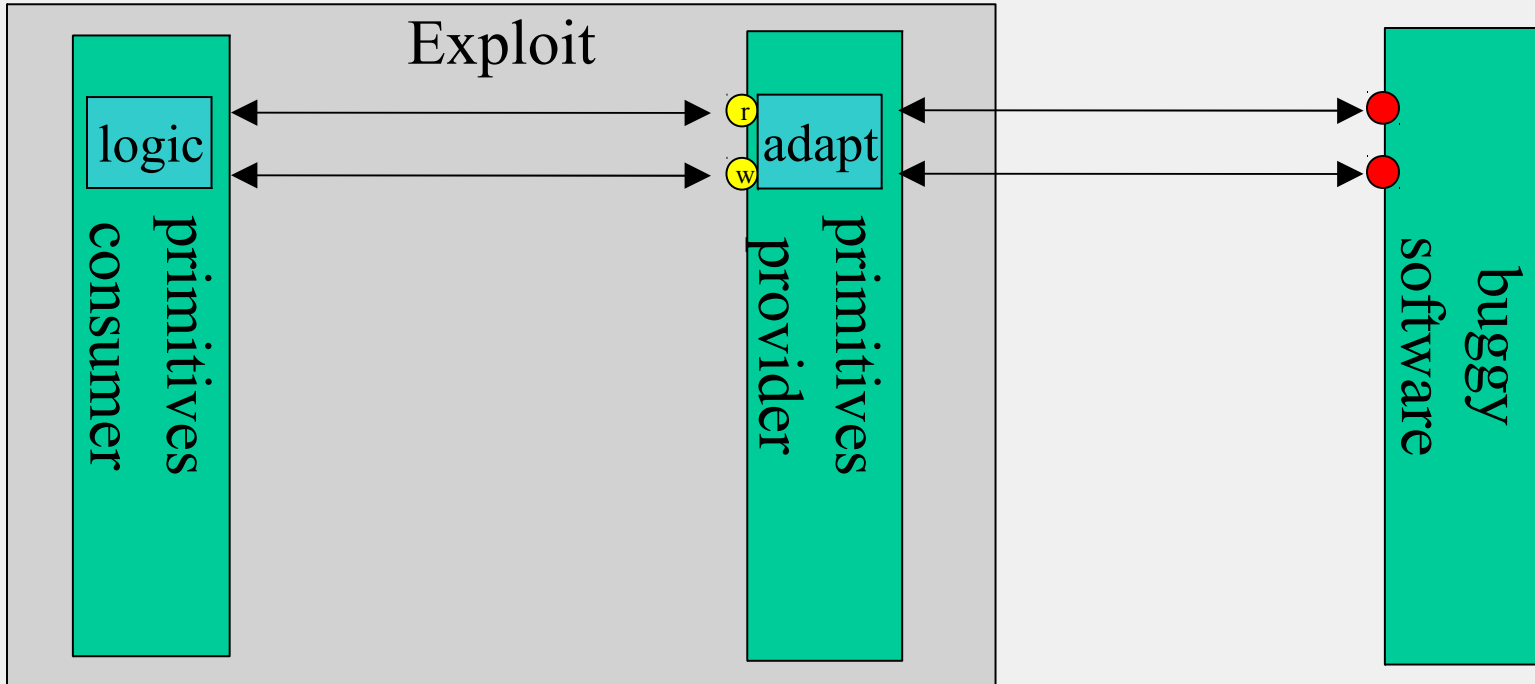 Exploit
logic
primitives
consumer
r
w
adapt
primitives
provider
buggy
software